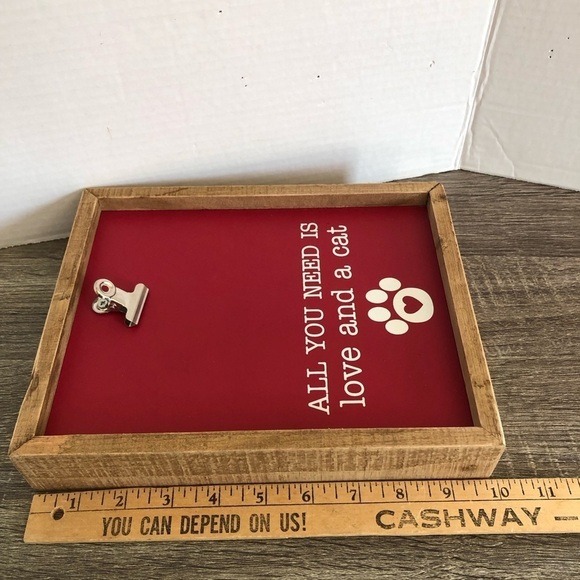 ALL YOU NEED IS
love and a cat
1 2 3 4 5 6 7 8 9 10 11
YOU CAN DEPEND ON US! CASHWAY –